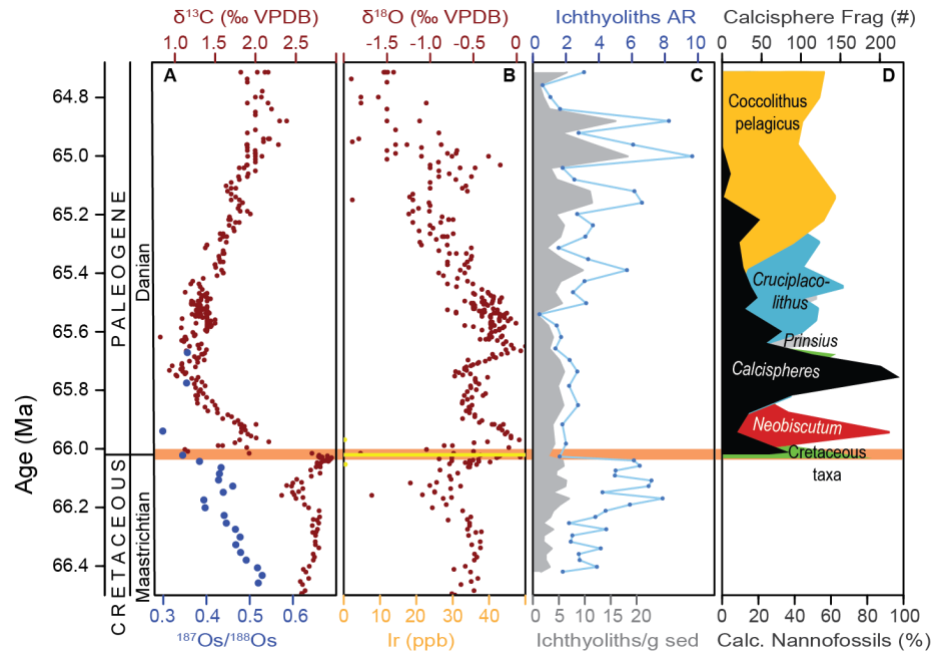 δ¹³C (‰ VPDB)
δ¹⁸O (‰ VPDB)
Ichthyoliths AR
Calcisphere Frag (#)
1.0 1.5 2.0 2.5
-1.5 -1.0 -0.5 0
0 2 4 6 8 10
0 50 100 150 200
A
B
C
D
64.8
65.0
65.2
65.4
65.6
65.8
66.0
66.2
66.4
Age (Ma)
PALEOGENE
CRETACEOUS
Danian
Maastrichtian
Coccolithus
pelagicus
Cruciplaco-
lithus
Prinsius
Calcispheres
Neobiscutum
Cretaceous
taxa
0.3 0.4 0.5 0.6
0 10 20 30 40
0 5 10 15 20
0 20 40 60 80 100
¹⁸⁷Os/¹⁸⁸Os
Ir (ppb)
Ichthyoliths/g sed
Calc. Nannofossils (%)